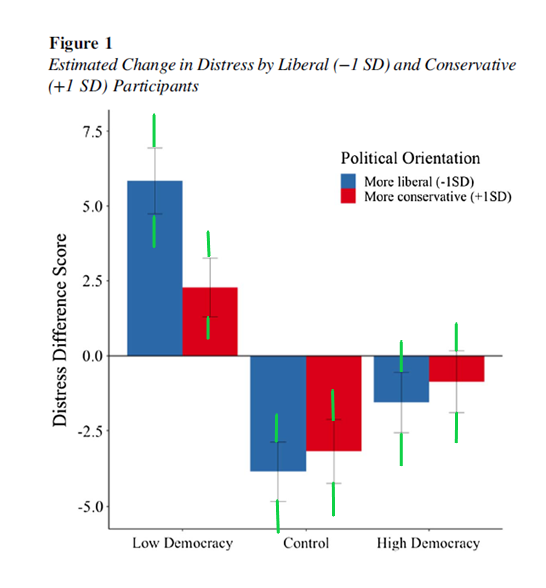 Figure 1
Estimated Change in Distress by Liberal (−1 SD) and Conservative
(+1 SD) Participants
7.5
5.0
2.5
0.0
-2.5
-5.0
Distress Difference Score
Political Orientation
More liberal (-1SD)
More conservative (+1SD)
Low Democracy
Control
High Democracy